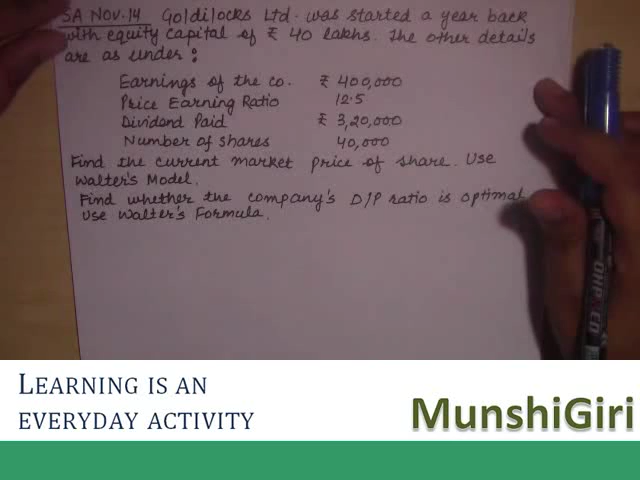 SA NOV.14 Goldilocks Ltd. was started a year back
with equity capital of ₹ 40 lakhs. The other details
are as under:
Earnings of the co. ₹ 400,000
Price Earning Ratio 12.5
Dividend Paid ₹ 3,20,000
Number of shares 40,000
Find the current market price of share. Use
Walter's Model.
Find whether the company's D/P ratio is optimal
Use Walter's Formula.
LEARNING IS AN
EVERYDAY ACTIVITY
MunshiGiri